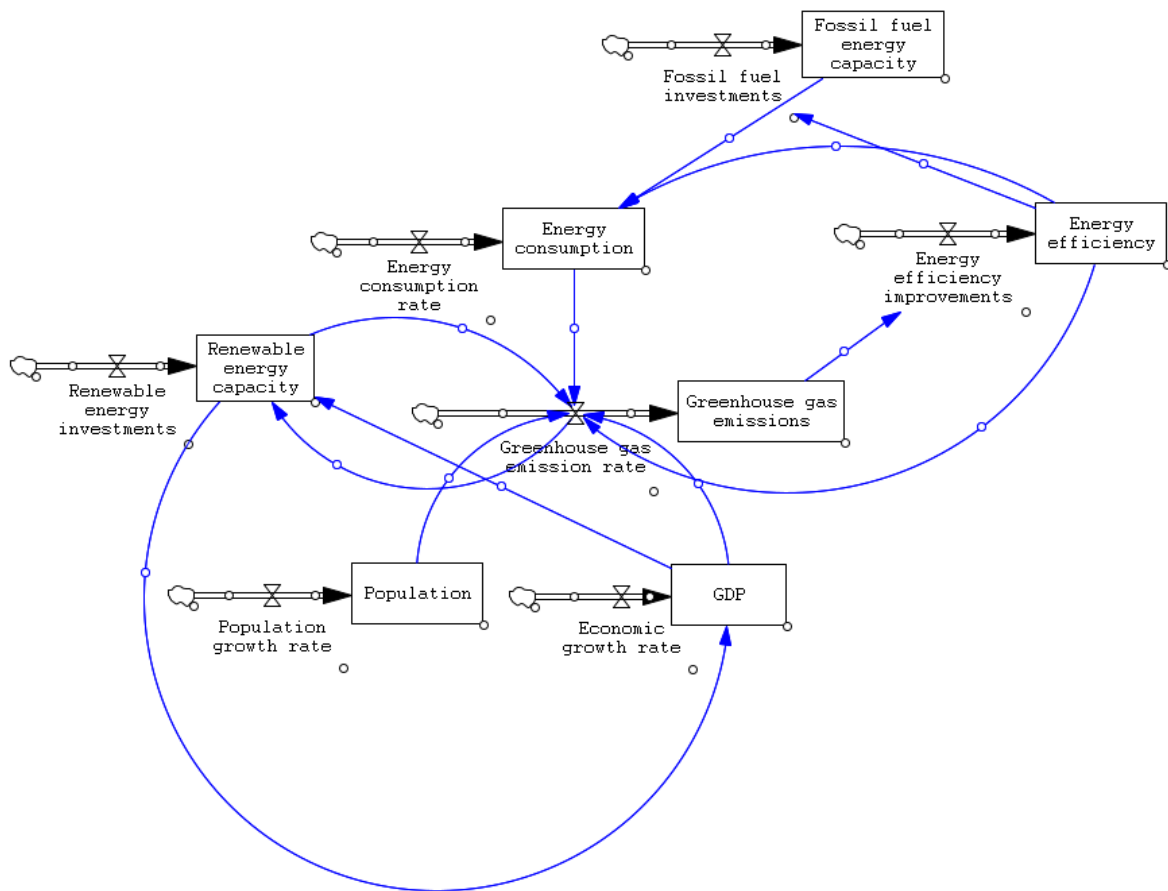 Fossil fuel
energy
capacity
Fossil fuel
investments
Energy
consumption
Energy
efficiency
Energy
consumption
rate
Energy
efficiency
improvements
Renewable
energy
capacity
Renewable
energy
investments
Greenhouse gas
emissions
Greenhouse gas
emission rate
Population
GDP
Population
growth rate
Economic
growth rate